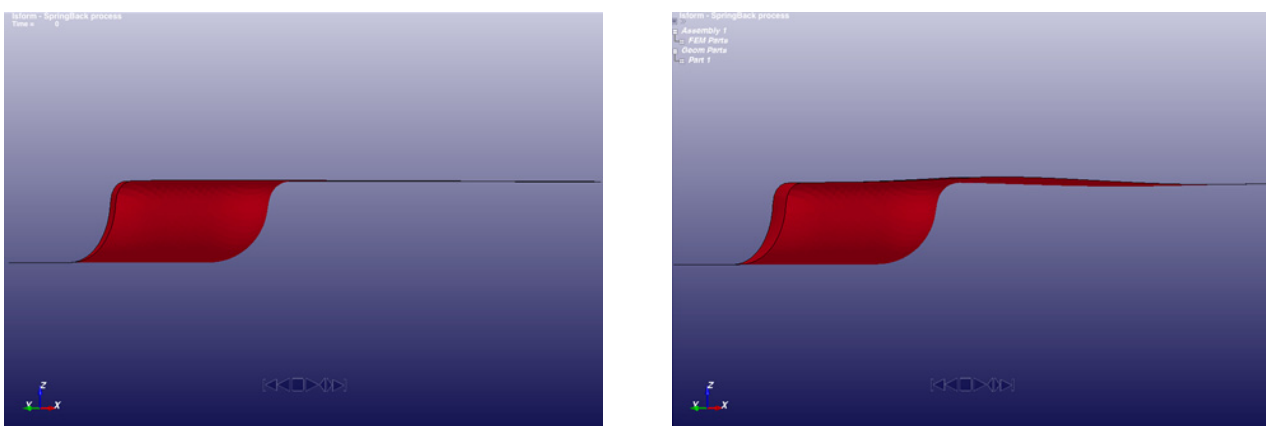 lsform - SpringBack process
Time = 0
Z
Y X
lsform - SpringBack process
Assembly 1
FEM Parts
Geom Parts
Part 1
Z
Y X